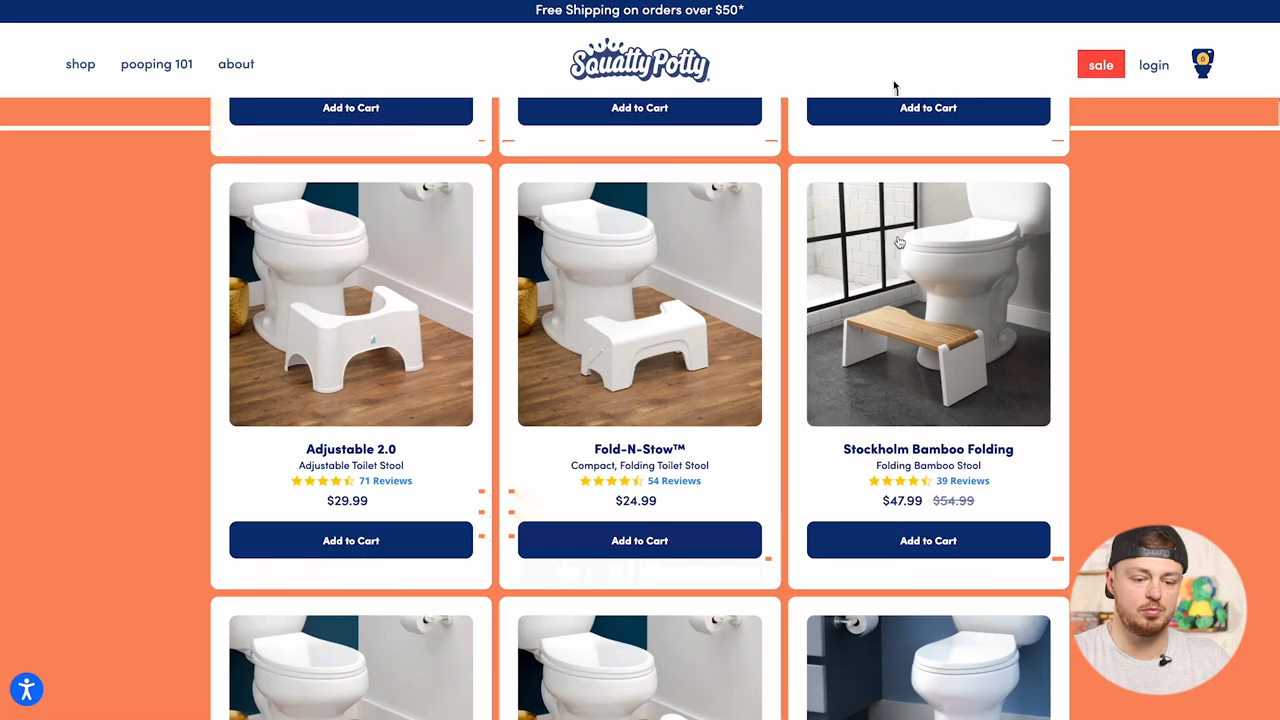 Free Shipping on orders over $50*
shop pooping 101 about
Squatty Potty
sale login
Add to Cart Add to Cart Add to Cart
Adjustable 2.0
Adjustable Toilet Stool
71 Reviews
$29.99
Add to Cart
Fold-N-Stow™
Compact, Folding Toilet Stool
54 Reviews
$24.99
Add to Cart
Stockholm Bamboo Folding
Folding Bamboo Stool
39 Reviews
$47.99 $54.99
Add to Cart